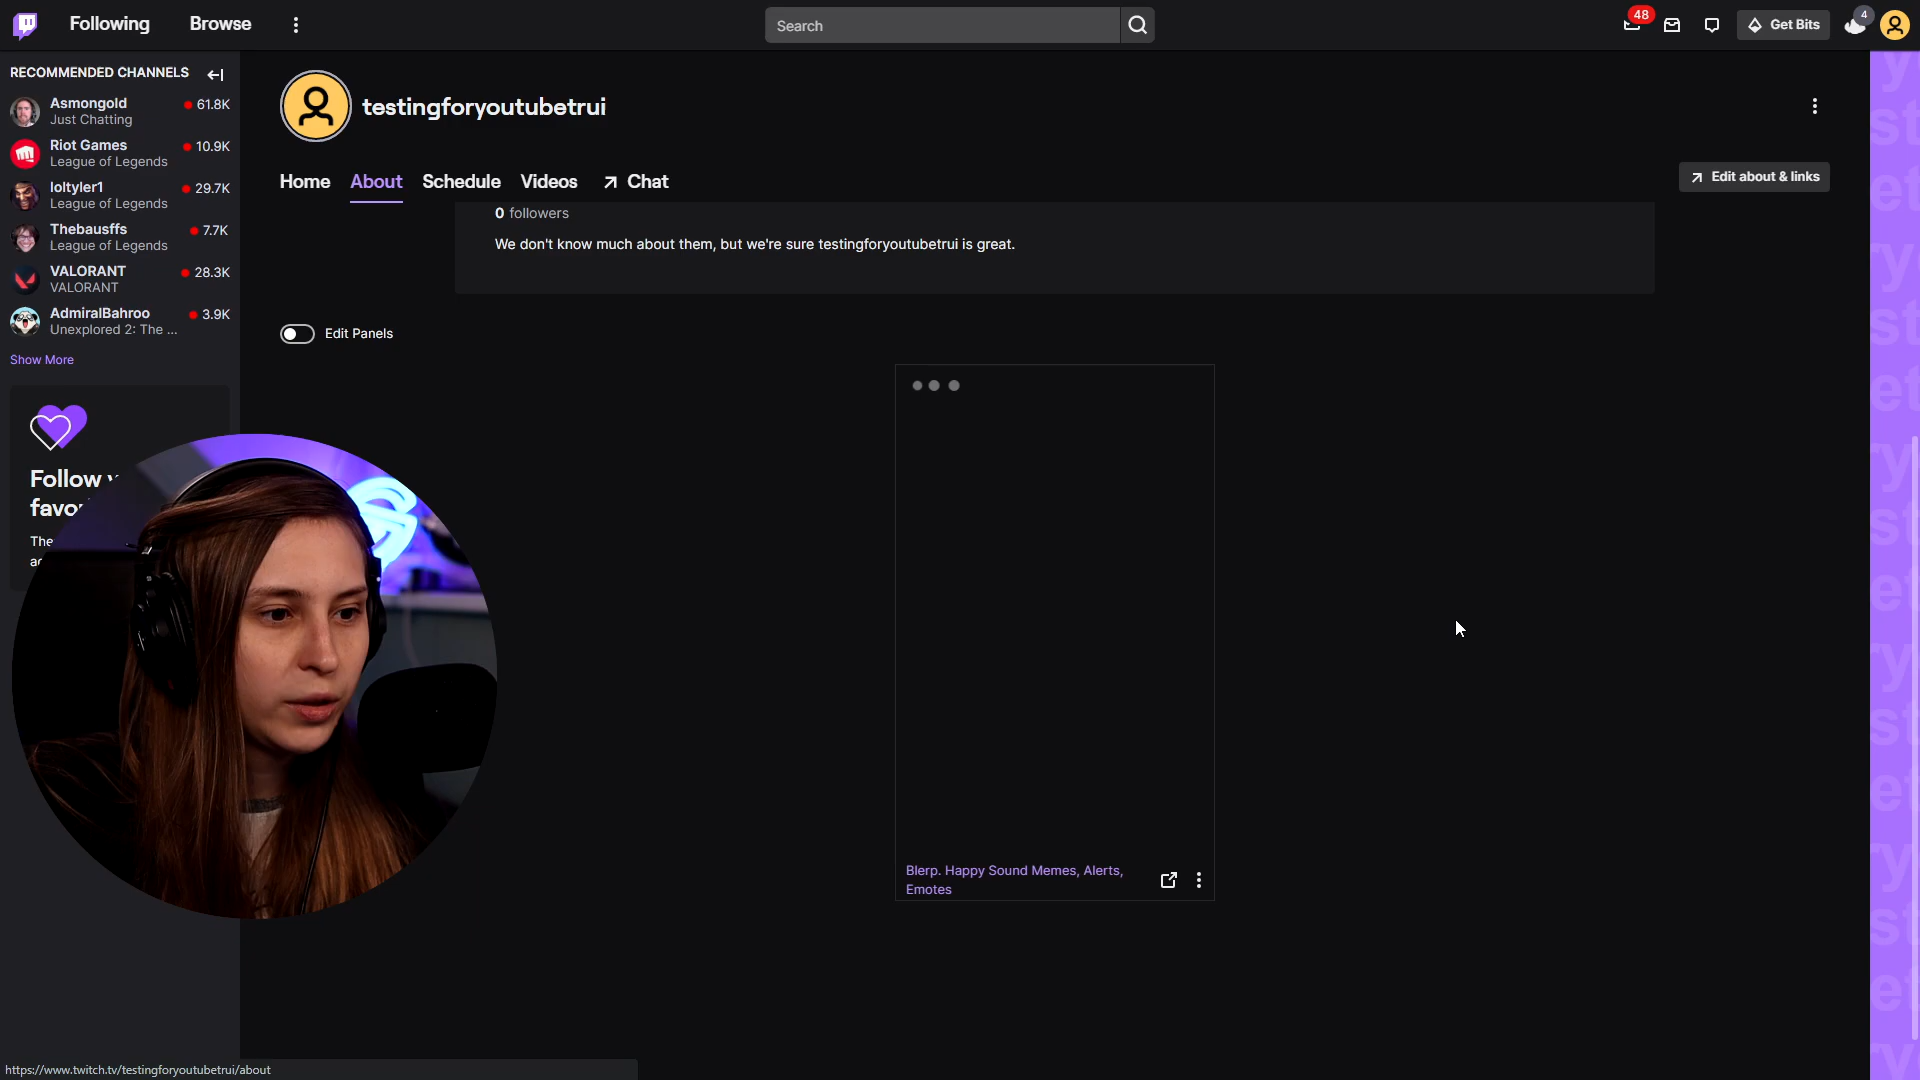 Following
Browse
Search
48
Get Bits
4
RECOMMENDED CHANNELS
Asmongold
61.8K
Just Chatting
Riot Games
10.9K
League of Legends
loltyler1
29.7K
League of Legends
Thebausffs
7.7K
League of Legends
VALORANT
28.3K
VALORANT
AdmiralBahroo
3.9K
Unexplored 2: The ...
Show More
Follow
testingforyoutubetrui
Home
About
Schedule
Videos
Chat
Edit about & links
0 followers
We don't know much about them, but we're sure testingforyoutubetrui is great.
Edit Panels
Blerp. Happy Sound Memes, Alerts,
Emotes
https://www.twitch.tv/testingforyoutubetrui/about